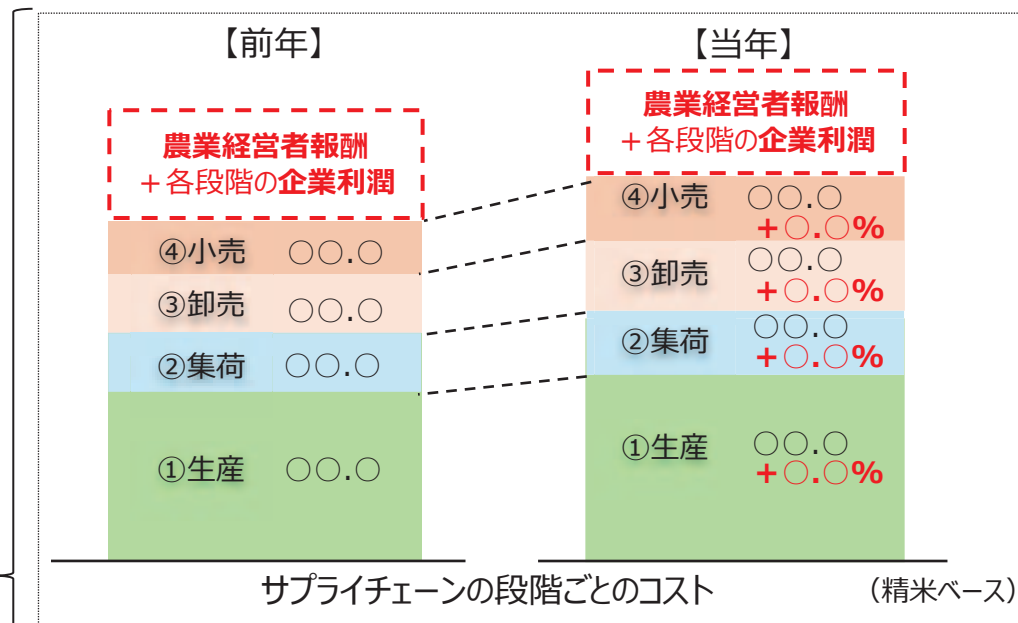 【前年】
農業経営者報酬
+各段階の企業利潤
④小売 ○○.○
③卸売 ○○.○
②集荷 ○○.○
①生産 ○○.○
【当年】
農業経営者報酬
+各段階の企業利潤
④小売 ○○.○
+○.○%
③卸売 ○○.○
+○.○%
②集荷 ○○.○
+○.○%
①生産 ○○.○
+○.○%
サプライチェーンの段階ごとのコスト
(精米ベース)